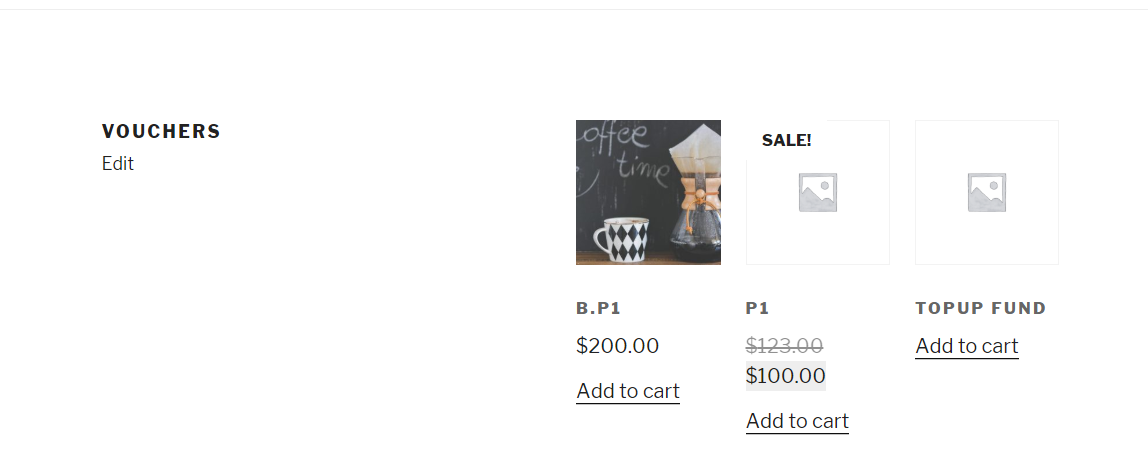 VOUCHERS
Edit
offee
time
SALE!
B.P1
$200.00
Add to cart
P1
$123.00
$100.00
Add to cart
TOPUP FUND
Add to cart